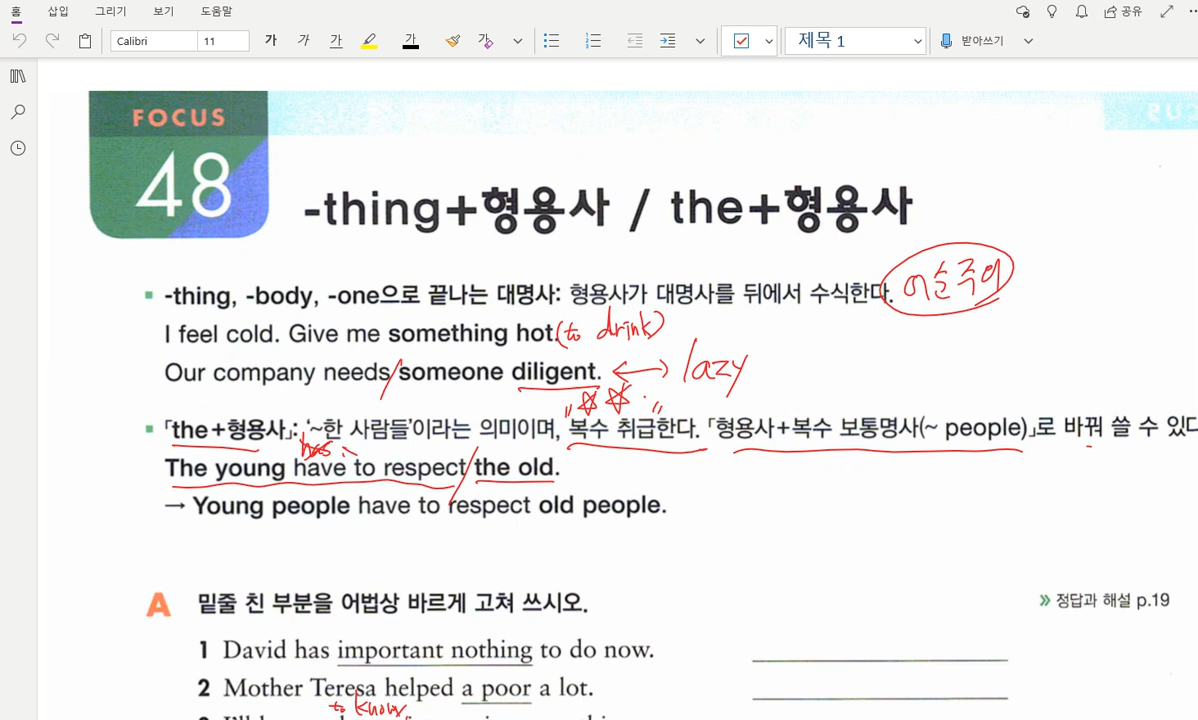 홈 삽입 그리기 보기 도움말 공유
Calibri 11 가 가 가 가 제목 1 받아쓰기
FOCUS
48
-thing+형용사 / the+형용사
-thing, -body, -one으로 끝나는 대명사: 형용사가 대명사를 뒤에서 수식한다. 어순주의
I feel cold. Give me something hot. (to drink)
Our company needs/someone diligent. ↔ lazy
「the+형용사」: ‘~한 사람들’이라는 의미이며, 복수 취급한다. 「형용사+복수 보통명사(~ people)」로 바꿔 쓸 수 있다
has
The young have to respect/the old.
→ Young people have to respect old people.
A 밑줄 친 부분을 어법상 바르게 고쳐 쓰시오.
» 정답과 해설 p.19
1 David has important nothing to do now.
2 Mother Teresa helped a poor a lot.
to know